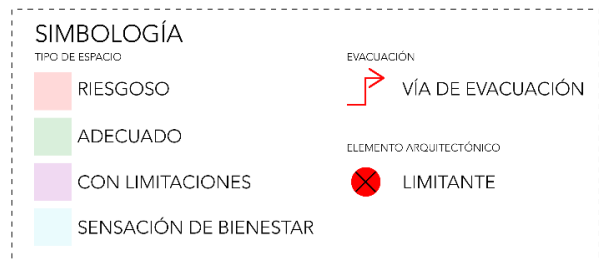 SIMBOLOGÍA
TIPO DE ESPACIO
RIESGOSO
ADECUADO
CON LIMITACIONES
SENSACIÓN DE BIENESTAR
EVACUACIÓN
VÍA DE EVACUACIÓN
ELEMENTO ARQUITECTÓNICO
LIMITANTE